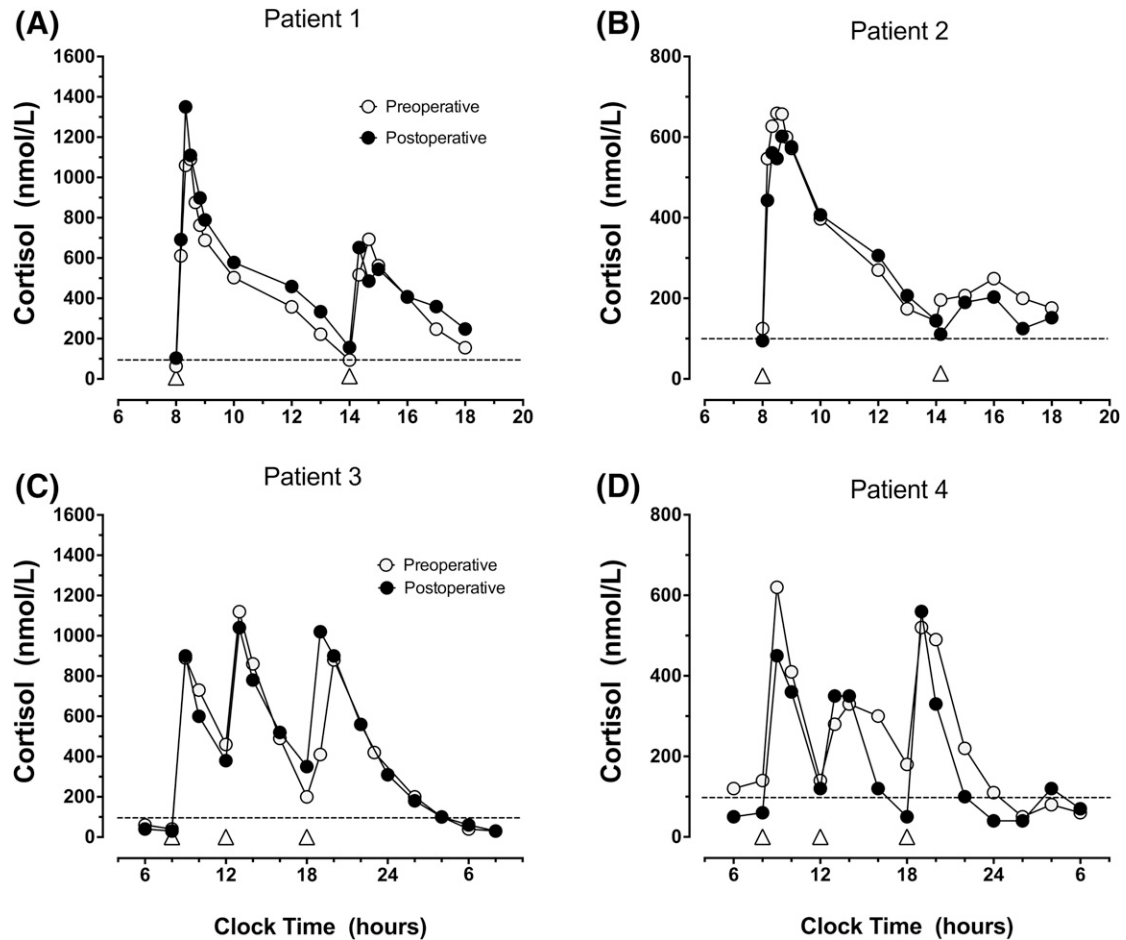 (A)
Patient 1
Cortisol (nmol/L)
1600
1400
1200
1000
800
600
400
200
0
Preoperative
Postoperative
6 8 10 12 14 16 18 20
(B)
Patient 2
Cortisol (nmol/L)
800
600
400
200
0
6 8 10 12 14 16 18 20
(C)
Patient 3
Cortisol (nmol/L)
1600
1400
1200
1000
800
600
400
200
0
Preoperative
Postoperative
6 12 18 24 6
Clock Time (hours)
(D)
Patient 4
Cortisol (nmol/L)
800
600
400
200
0
6 12 18 24 6
Clock Time (hours)